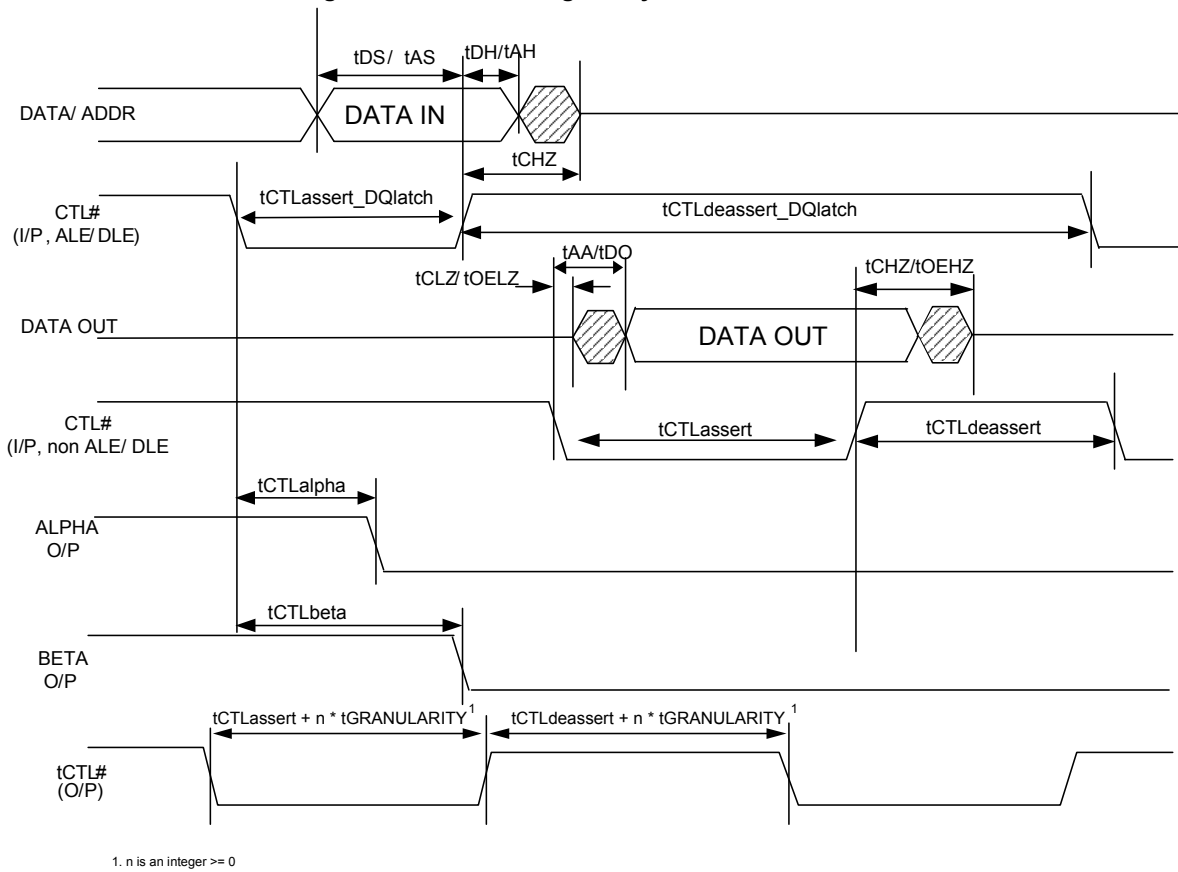 tDS/ tAS
tDH/tAH
DATA/ ADDR
DATA IN
tCHZ
CTL#
(I/P , ALE/ DLE)
tCTLassert_DQlatch
tCTLdeassert_DQlatch
tAA/tDO
tCLZ/ tOELZ
tCHZ/tOEHZ
DATA OUT
DATA OUT
CTL#
(I/P, non ALE/ DLE
tCTLassert
tCTLdeassert
tCTLalpha
ALPHA
O/P
tCTLbeta
BETA
O/P
tCTLassert + n * tGRANULARITY 1
tCTLdeassert + n * tGRANULARITY 1
tCTL#
(O/P)
1. n is an integer >= 0